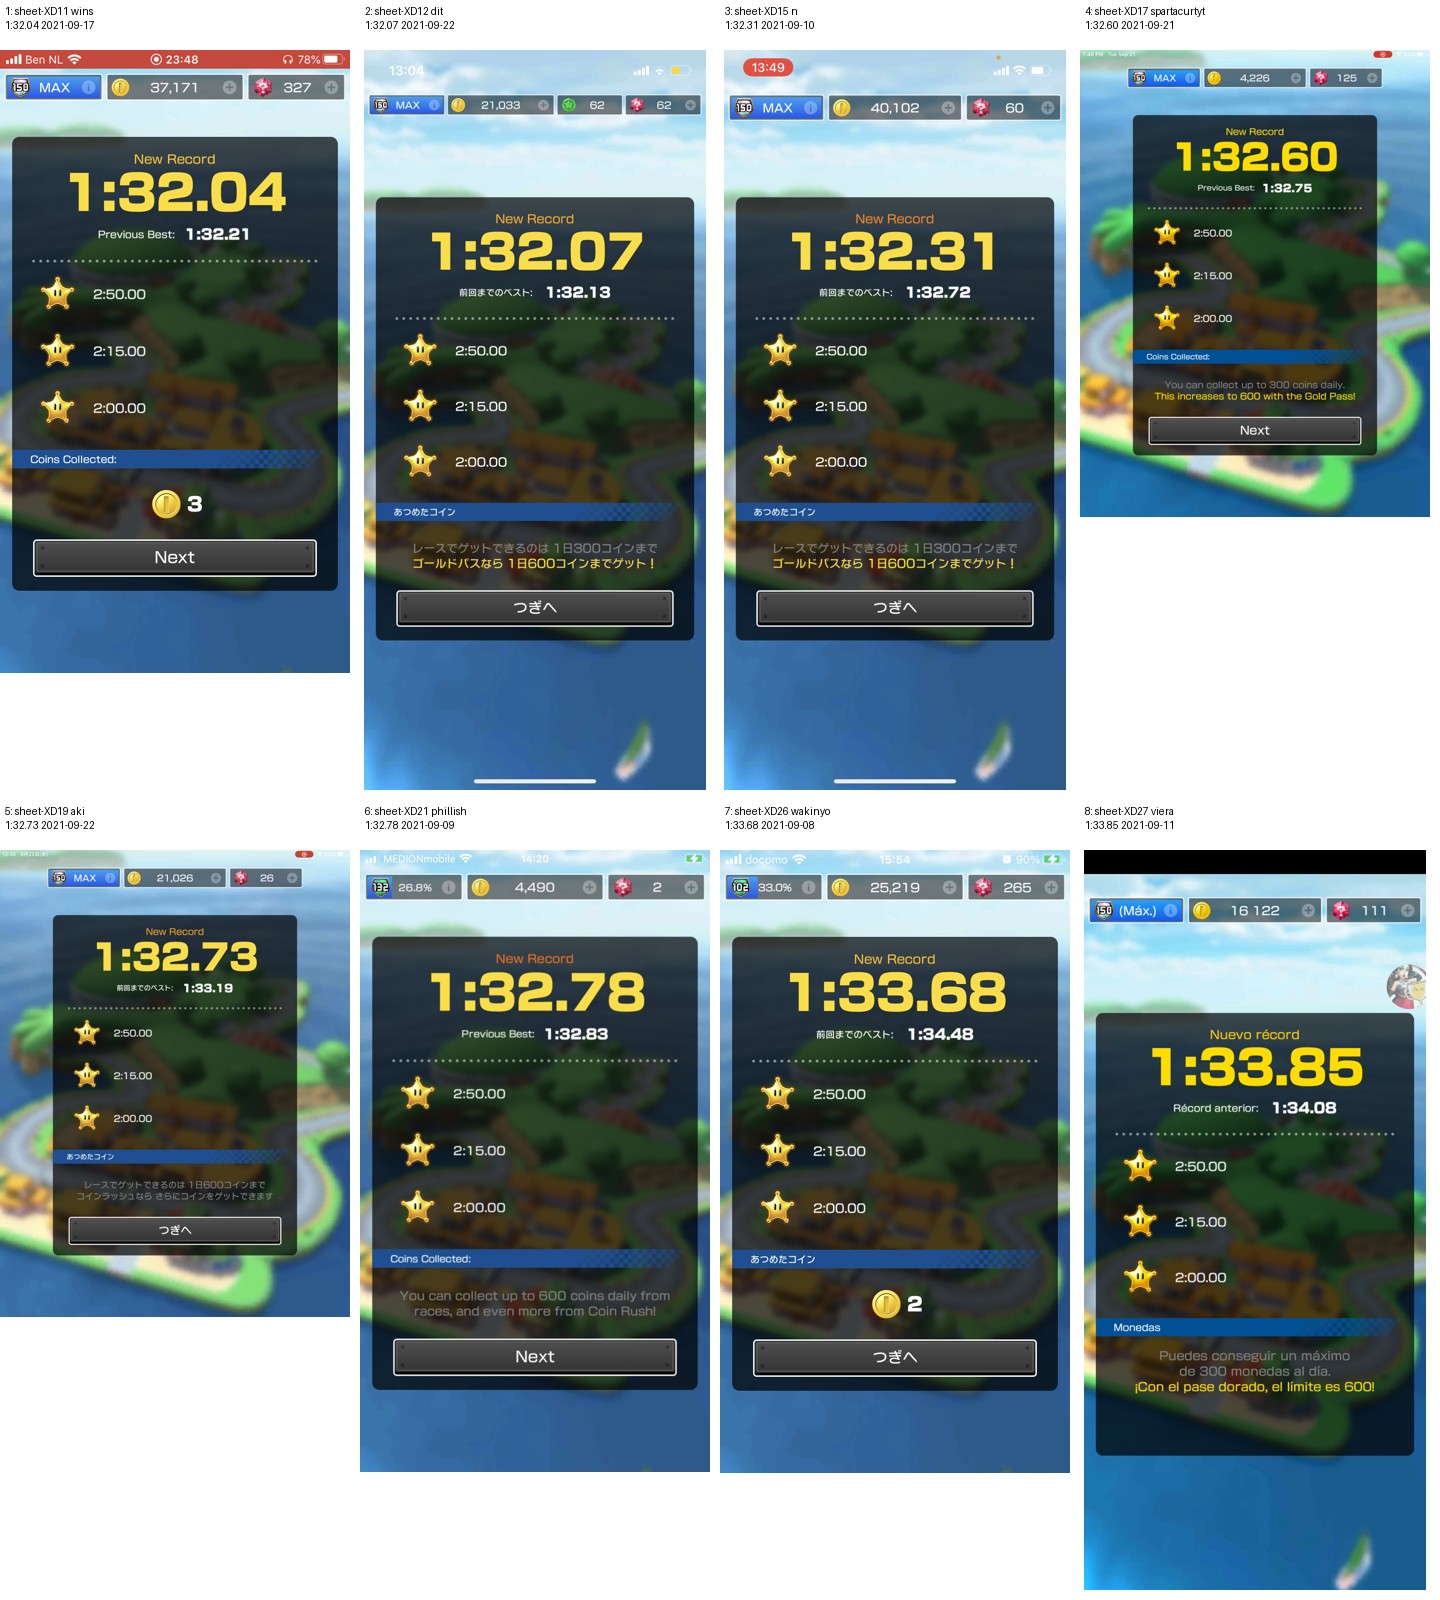 1: sheet-XD11 wins
1:32.04 2021-09-17
Ben NL 23:48 78%
150 MAX i 37,171 + 327 +
New Record
1:32.04
Previous Best: 1:32.21
2:50.00
2:15.00
2:00.00
Coins Collected:
3
Next
2: sheet-XD12 dit
1:32.07 2021-09-22
13:04
150 MAX i 21,033 + 62 62 +
New Record
1:32.07
前回までのベスト: 1:32.13
2:50.00
2:15.00
2:00.00
あつめたコイン
レースでゲットできるのは 1日300コインまで
ゴールドパスなら 1日600コインまでゲット！
つぎへ
3: sheet-XD15 n
1:32.31 2021-09-10
13:49
150 MAX i 40,102 + 60 +
New Record
1:32.31
前回までのベスト: 1:32.72
2:50.00
2:15.00
2:00.00
あつめたコイン
レースでゲットできるのは 1日300コインまで
ゴールドパスなら 1日600コインまでゲット！
つぎへ
4: sheet-XD17 spartacurtyt
1:32.60 2021-09-21
150 MAX i 4,226 + 125 +
New Record
1:32.60
Previous Best: 1:32.75
2:50.00
2:15.00
2:00.00
Coins Collected:
You can collect up to 300 coins daily.
This increases to 600 with the Gold Pass!
Next
5: sheet-XD19 aki
1:32.73 2021-09-22
150 MAX i 21,026 + 26 +
New Record
1:32.73
前回までのベスト: 1:33.19
2:50.00
2:15.00
2:00.00
あつめたコイン
レースでゲットできるのは 1日600コインまで
コインラッシュなら さらにコインをゲットできます
つぎへ
6: sheet-XD21 phillish
1:32.78 2021-09-09
MEDIONmobile 14:20
132 26.8% i 4,490 + 2 +
New Record
1:32.78
Previous Best: 1:32.83
2:50.00
2:15.00
2:00.00
Coins Collected:
You can collect up to 600 coins daily from
races, and even more from Coin Rush!
Next
7: sheet-XD26 wakinyo
1:33.68 2021-09-08
docomo 15:54 90%
102 33.0% i 25,219 + 265 +
New Record
1:33.68
前回までのベスト: 1:34.48
2:50.00
2:15.00
2:00.00
あつめたコイン
2
つぎへ
8: sheet-XD27 viera
1:33.85 2021-09-11
150 (Máx.) i 16 122 + 111 +
Nuevo récord
1:33.85
Récord anterior: 1:34.08
2:50.00
2:15.00
2:00.00
Monedas
Puedes conseguir un máximo
de 300 monedas al día.
¡Con el pase dorado, el límite es 600!